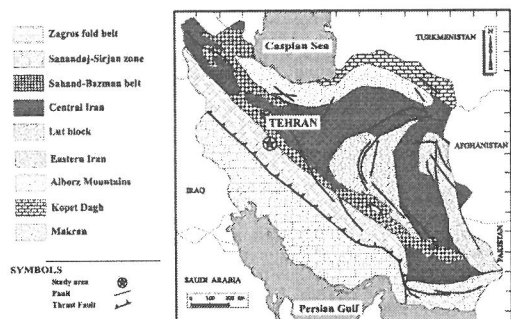 Zagros fold belt
Sanandaj-Sirjan zone
Sahand-Bazman belt
Central Iran
Lut block
Eastern Iran
Alborz Mountains
Kopet Dagh
Makran
SYMBOLS
Study area
Fault
Thrust Fault
Caspian Sea
TURKMENISTAN
N
TEHRAN
AFGHANISTAN
IRAQ
PAKISTAN
SAUDI ARABIA
Persian Gulf